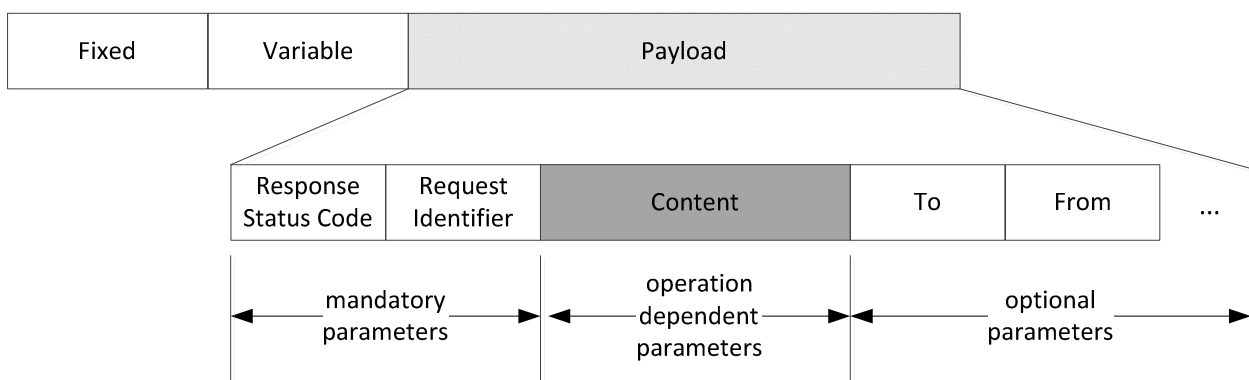 Fixed
Variable
Payload
Response
Status Code
Request
Identifier
Content
To
From
...
mandatory
parameters
operation
dependent
parameters
optional
parameters